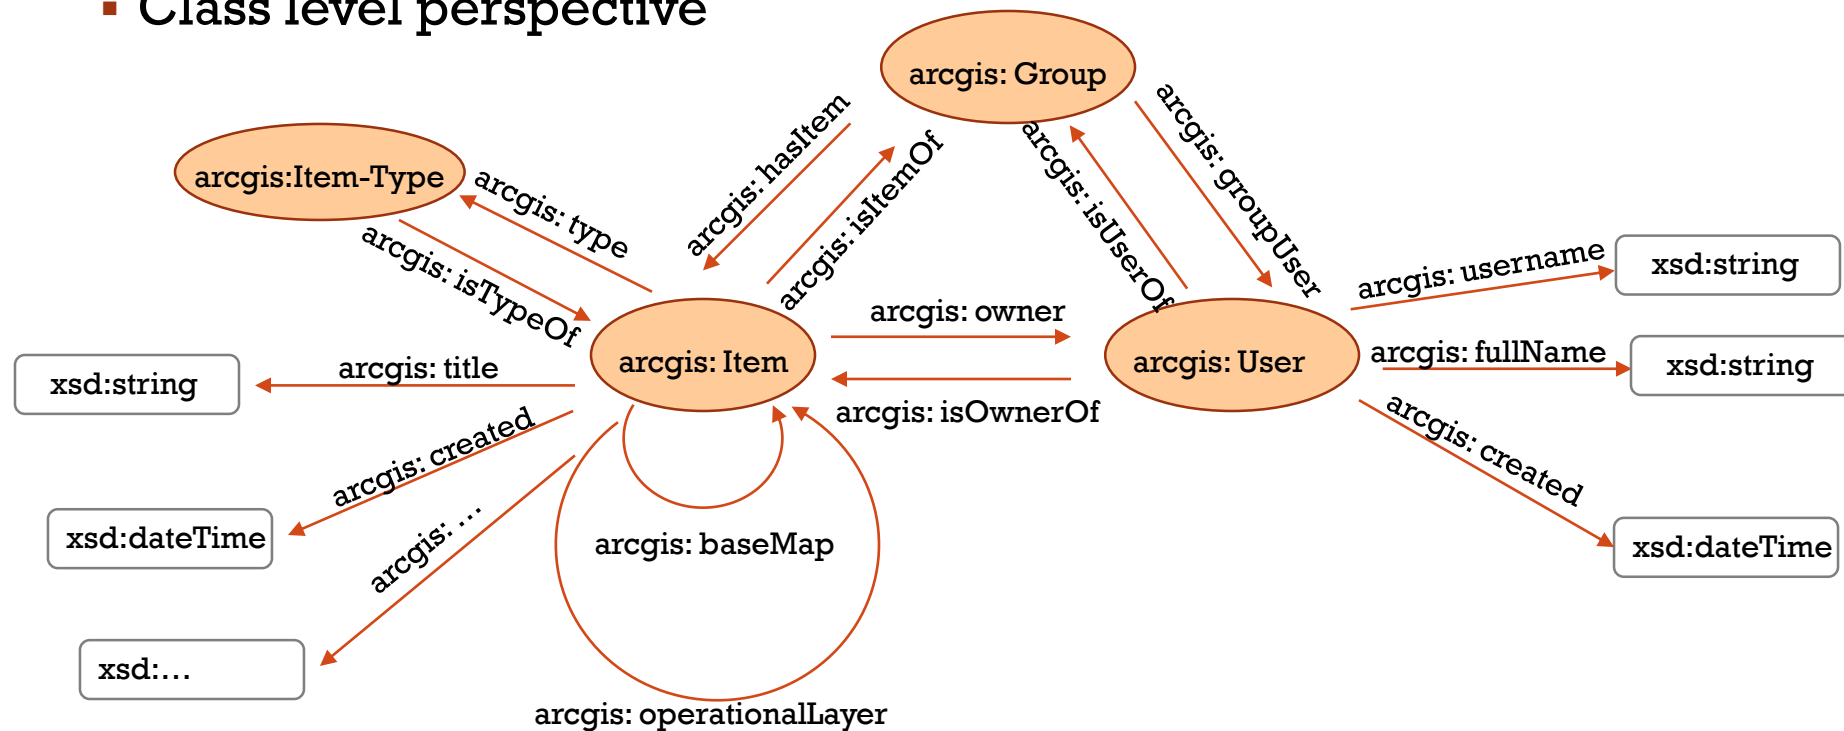 ▪ Class level perspective
arcgis: Group
arcgis:Item-Type
arcgis: type
arcgis: isTypeOf
arcgis: hasItem
arcgis: isItemOf
arcgis: isUserOf
arcgis: groupUser
arcgis: username
xsd:string
arcgis: Item
arcgis: owner
arcgis: isOwnerOf
arcgis: User
arcgis: fullName
xsd:string
arcgis: title
xsd:string
arcgis: created
xsd:dateTime
arcgis: created
xsd:dateTime
arcgis: ...
xsd:...
arcgis: baseMap
arcgis: operationalLayer